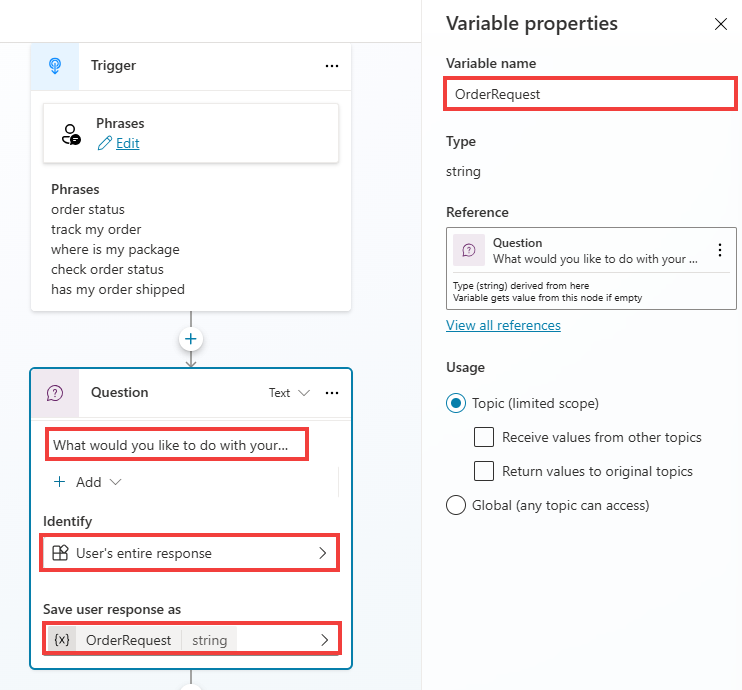 Trigger
...
Phrases
Edit
Phrases
order status
track my order
where is my package
check order status
has my order shipped
Question
Text
...
What would you like to do with your...
+ Add
Identify
User's entire response
Save user response as
{x} OrderRequest string
Variable properties
Variable name
OrderRequest
Type
string
Reference
Question
What would you like to do with your ...
Type (string) derived from here
Variable gets value from this node if empty
View all references
Usage
Topic (limited scope)
Receive values from other topics
Return values to original topics
Global (any topic can access)